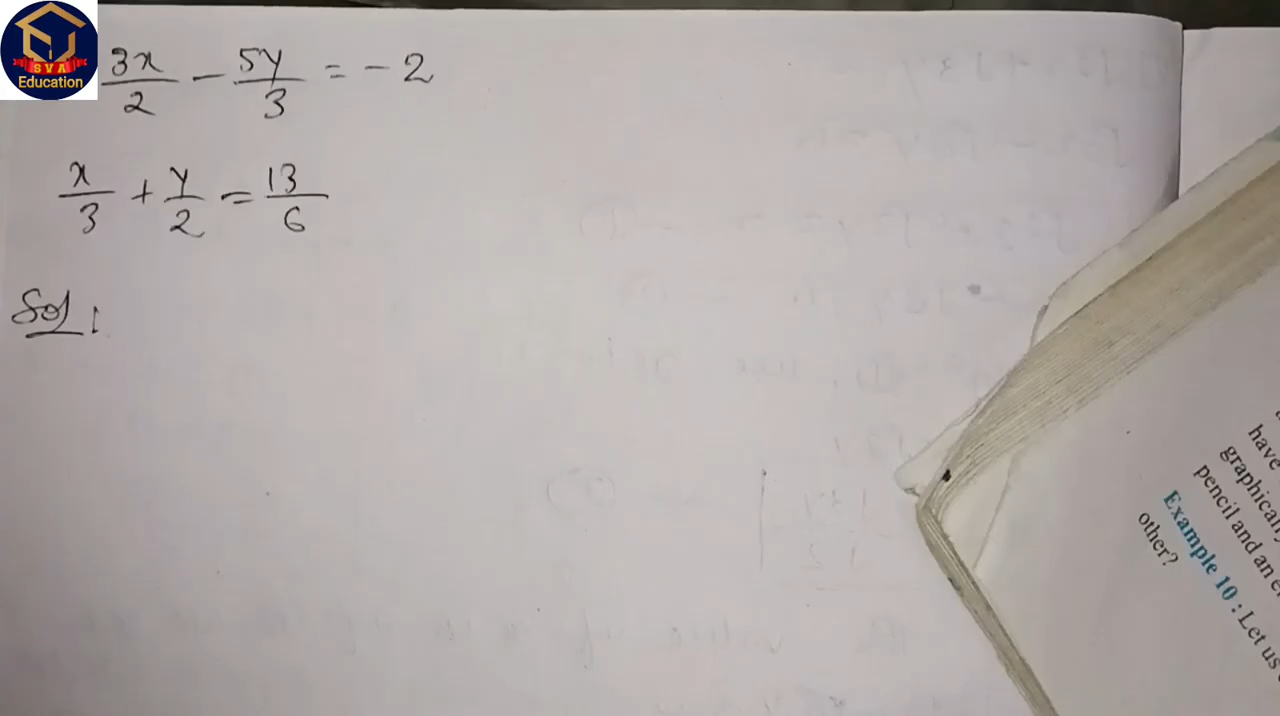 SVA
Education
3x/2 - 5y/3 = -2
x/3 + y/2 = 13/6
Sol:
have
graphical
pencil and an e
Example 10 : Let us
other?